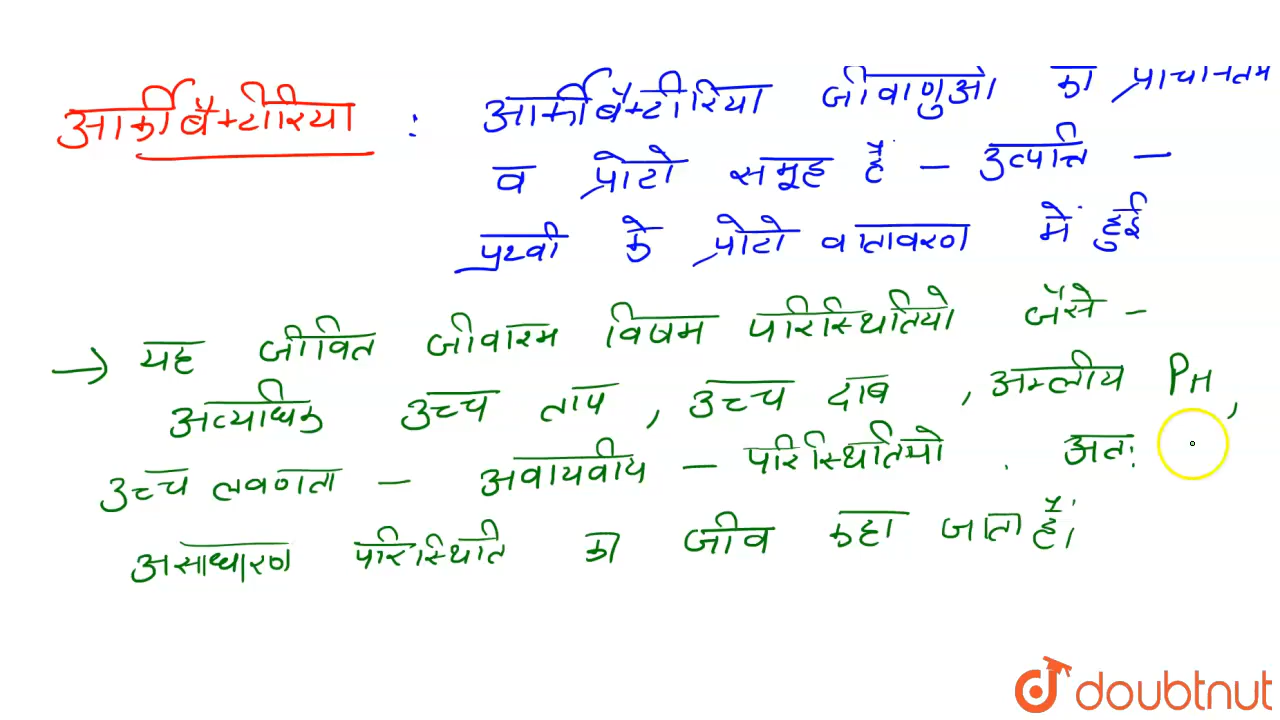 आर्कीबैक्टीरिया : आर्कीबैक्टीरिया जीवाणुओ का प्राचीनतम
व प्रोटो समूह हैं - उत्पत्ति -
पृथ्वी के प्रोटो वातावरण में हुई
→ यह जीवित जीवाश्म विषम परिस्थितियो जैसे -
अत्याधिक उच्च ताप , उच्च दाब , अम्लीय PH ,
उच्च लवणता - अवायवीय - परिस्थितियो . अतः
असाधारण परिस्थिति का जीव कहा जाता हैं।
doubtnut